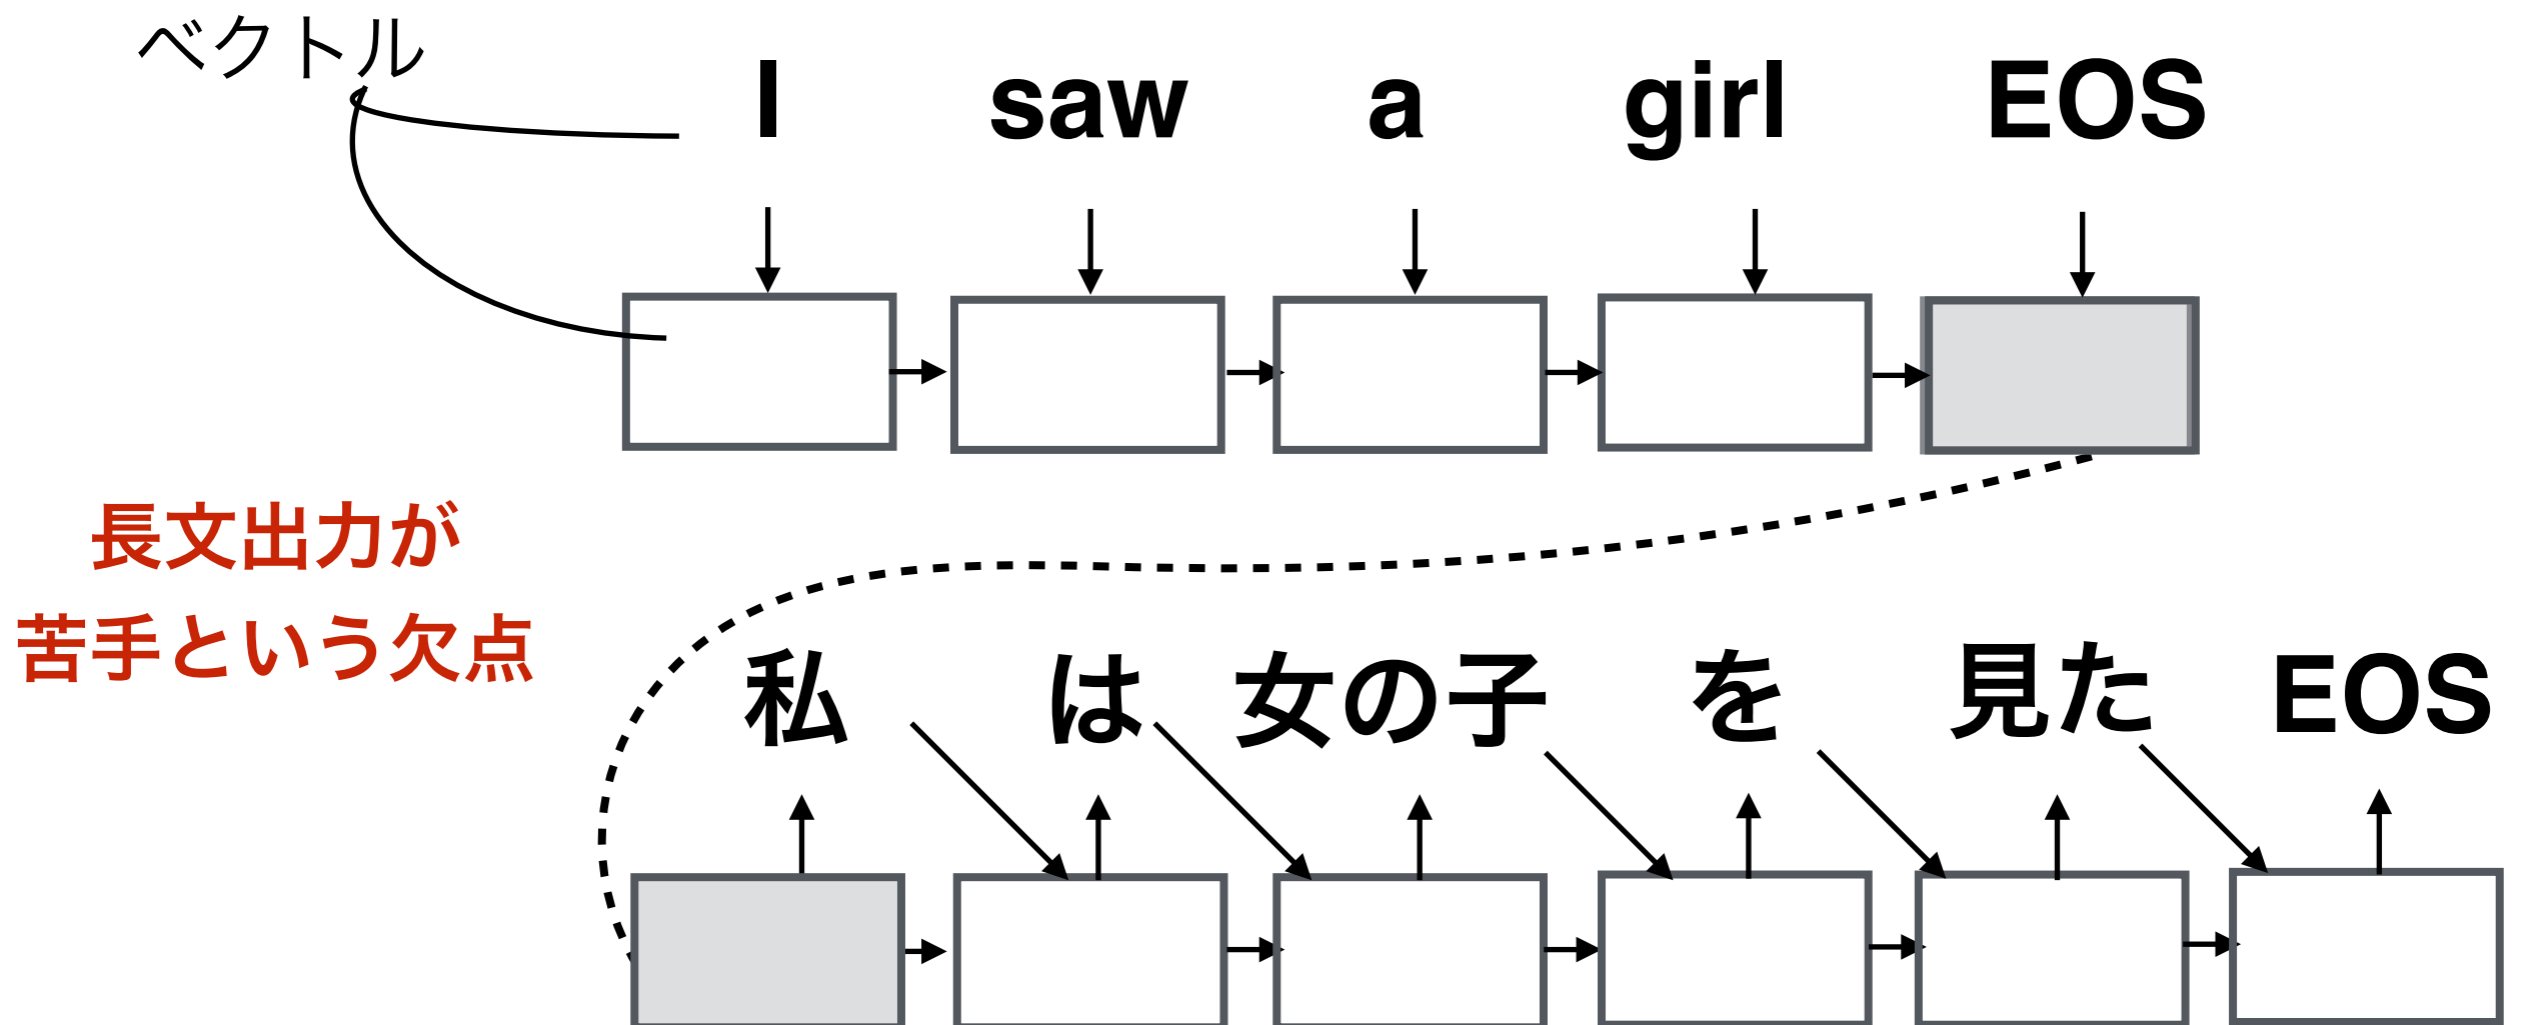 ベクトル
I saw a girl EOS
長文出力が
苦手という欠点
私 は 女の子 を 見た EOS